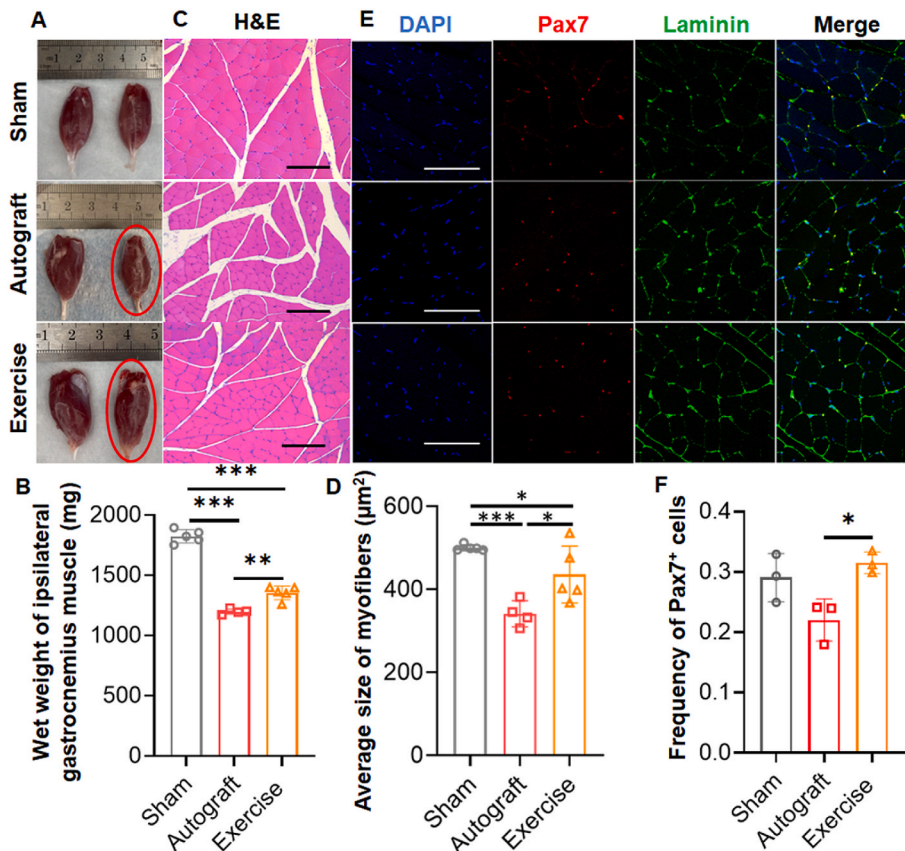 A C H&E E DAPI Pax7 Laminin Merge
Sham
Autograft
Exercise
B
Wet weight of ipsilateral
gastrocnemius muscle (mg)
2000
1500
1000
500
0
***
***
**
Sham
Autograft
Exercise
D
Average size of myofibers (μm²)
600
400
200
0
*
*** *
Sham
Autograft
Exercise
F
Frequency of Pax7⁺ cells
0.4
0.3
0.2
0.1
0.0
*
Sham
Autograft
Exercise